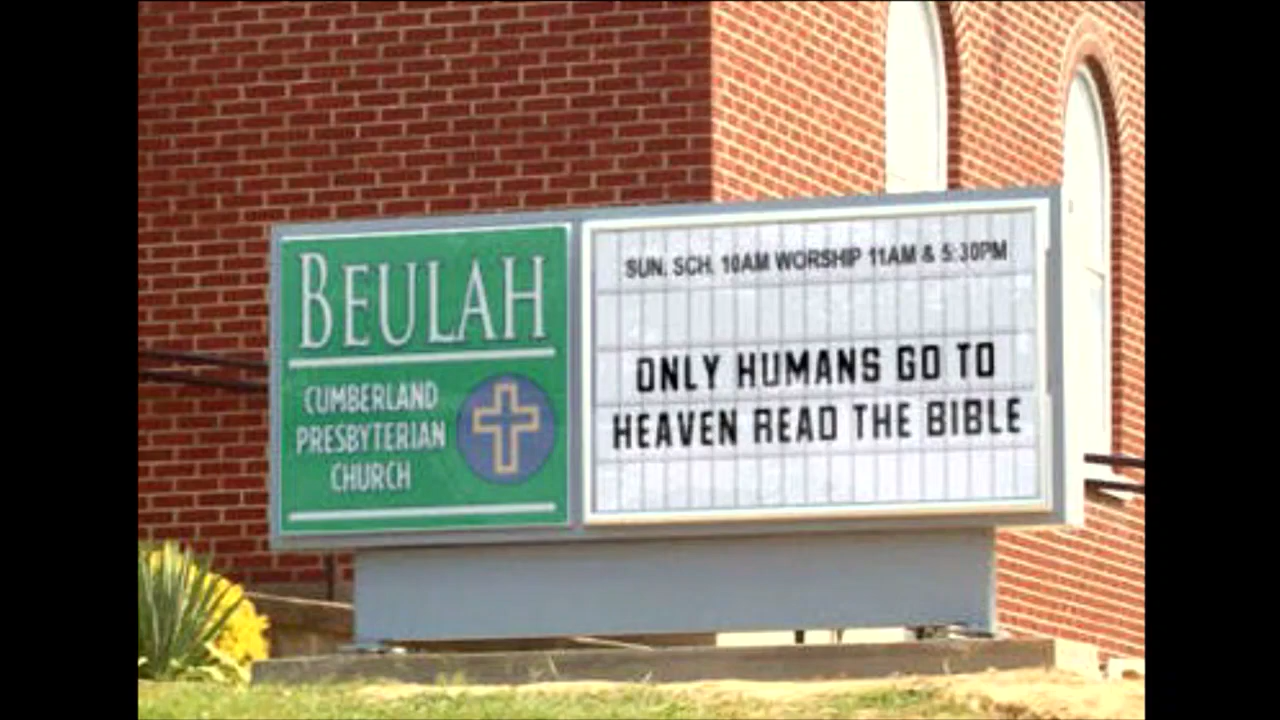 BEULAH
CUMBERLAND
PRESBYTERIAN
CHURCH
SUN. SCH. 10AM WORSHIP 11AM & 5:30PM
ONLY HUMANS GO TO
HEAVEN READ THE BIBLE